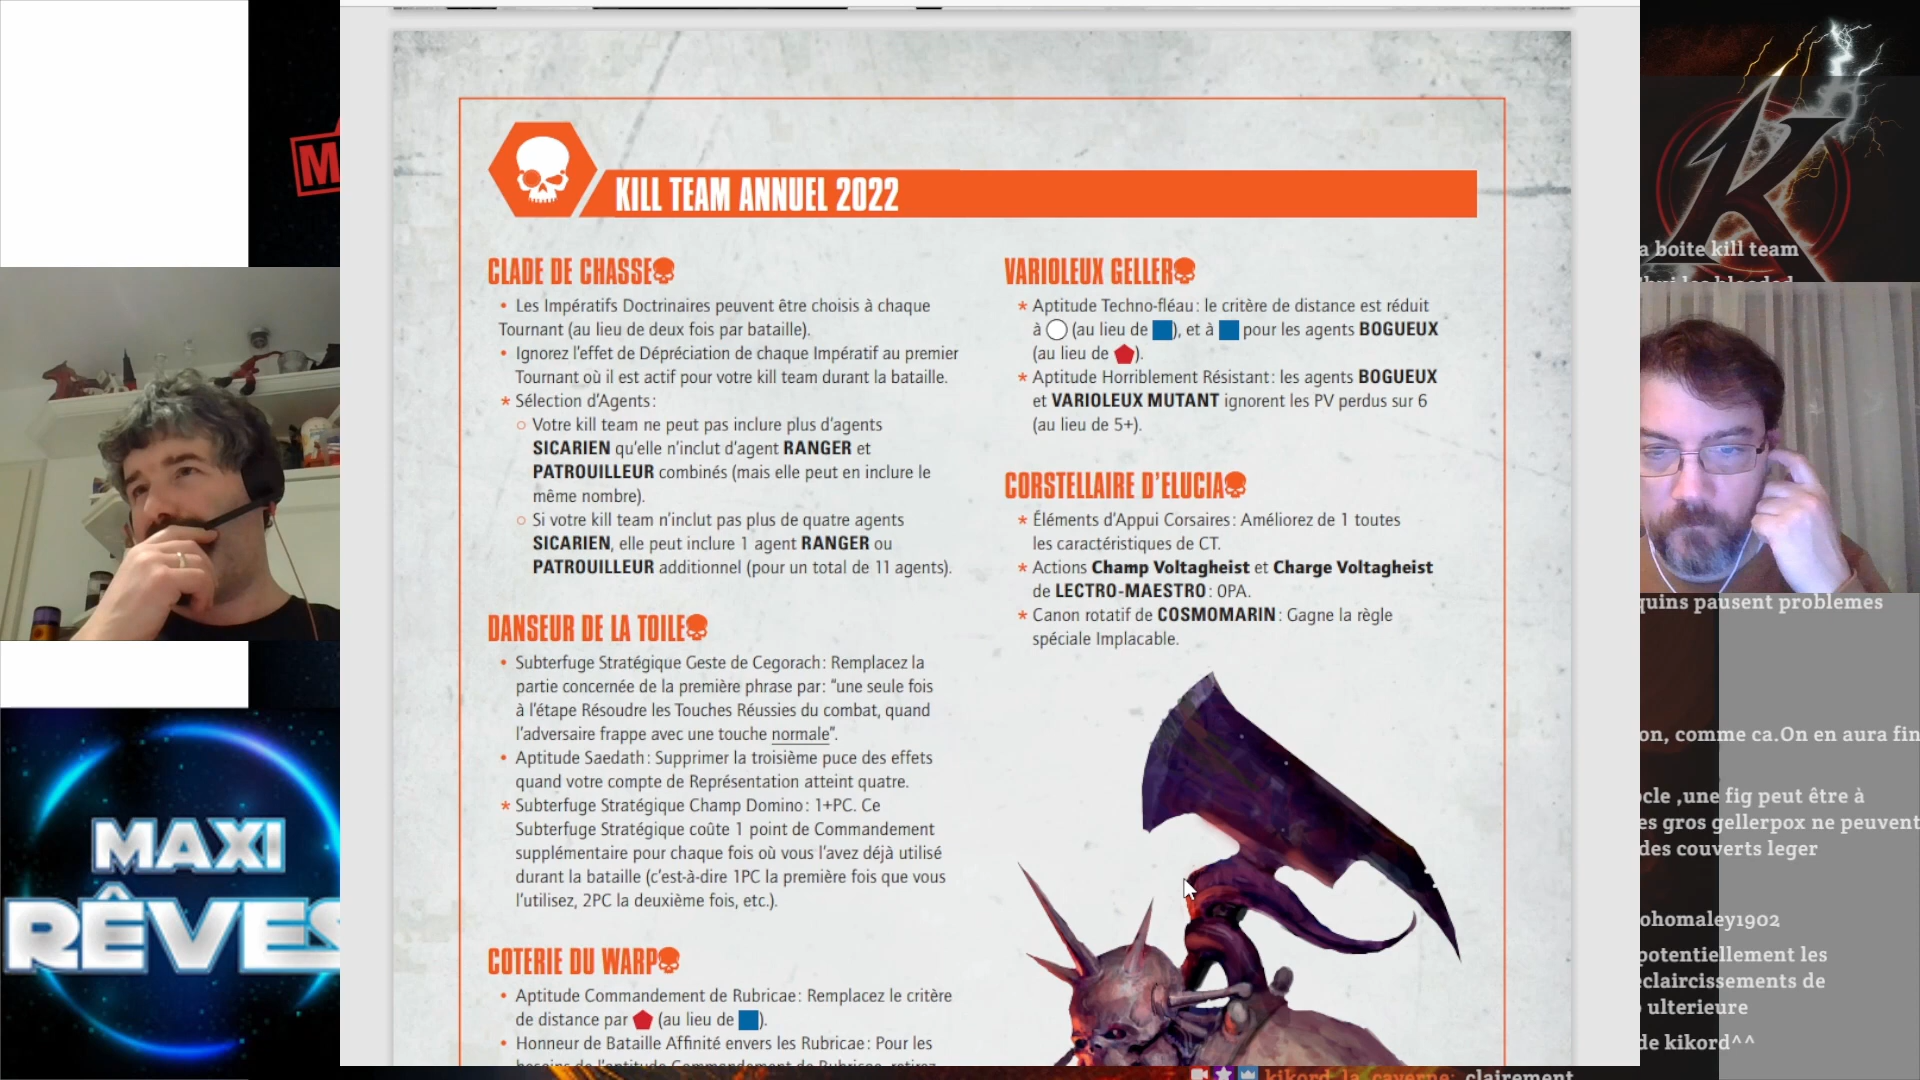 KILL TEAM ANNUEL 2022
CLADE DE CHASSE
• Les Impératifs Doctrinaires peuvent être choisis à chaque
Tournant (au lieu de deux fois par bataille).
• Ignorez l'effet de Dépréciation de chaque Impératif au premier
Tournant où il est actif pour votre kill team durant la bataille.
* Sélection d'Agents :
○ Votre kill team ne peut pas inclure plus d'agents
SICARIEN qu'elle n'inclut d'agent RANGER et
PATROUILLEUR combinés (mais elle peut en inclure le
même nombre).
○ Si votre kill team n'inclut pas plus de quatre agents
SICARIEN, elle peut inclure 1 agent RANGER ou
PATROUILLEUR additionnel (pour un total de 11 agents).
DANSEUR DE LA TOILE
• Subterfuge Stratégique Geste de Cegorach : Remplacez la
partie concernée de la première phrase par : “une seule fois
à l'étape Résoudre les Touches Réussies du combat, quand
l'adversaire frappe avec une touche normale”.
• Aptitude Saedath : Supprimer la troisième puce des effets
quand votre compte de Représentation atteint quatre.
* Subterfuge Stratégique Champ Domino : 1+PC. Ce
Subterfuge Stratégique coûte 1 point de Commandement
supplémentaire pour chaque fois où vous l'avez déjà utilisé
durant la bataille (c'est-à-dire 1PC la première fois que vous
l'utilisez, 2PC la deuxième fois, etc.).
COTERIE DU WARP
• Aptitude Commandement de Rubricae : Remplacez le critère
de distance par (au lieu de ).
• Honneur de Bataille Affinité envers les Rubricae : Pour les
VARIOLEUX GELLER
* Aptitude Techno-fléau : le critère de distance est réduit
à (au lieu de ), et à pour les agents BOGUEUX
(au lieu de ).
* Aptitude Horriblement Résistant : les agents BOGUEUX
et VARIOLEUX MUTANT ignorent les PV perdus sur 6
(au lieu de 5+).
CORSTELLAIRE D'ELUCIA
* Éléments d'Appui Corsaires : Améliorez de 1 toutes
les caractéristiques de CT.
* Actions Champ Voltagheist et Charge Voltagheist
de LECTRO-MAESTRO : 0PA.
* Canon rotatif de COSMOMARIN : Gagne la règle
spéciale Implacable.
M
MAXI
RÊVES
K
a boite kill team
quins pausent problemes
on, comme ca.On en aura fin
ocle ,une fig peut être à
es gros gellerpox ne peuvent
des couverts leger
ohomaley1902
potentiellement les
eclaircissements de
ulterieure
de kikord^^
kikord_la_caverne: clairement